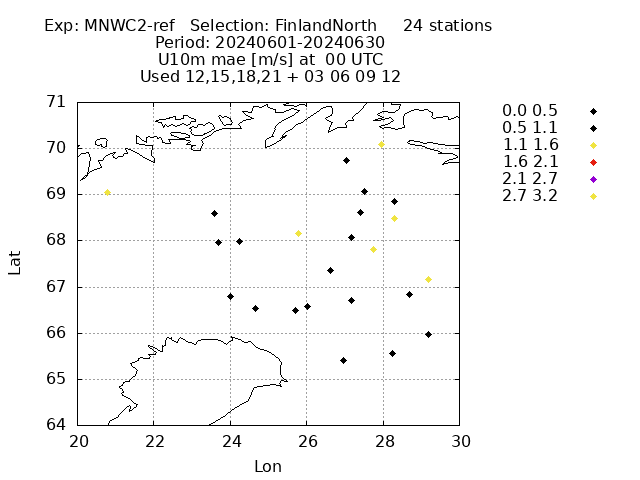 Exp: MNWC2-ref   Selection: FinlandNorth     24 stations
Period: 20240601-20240630
U10m mae [m/s] at  00 UTC
Used 12,15,18,21 + 03 06 09 12
0.0 0.5
0.5 1.1
1.1 1.6
1.6 2.1
2.1 2.7
2.7 3.2
71
70
69
68
67
66
65
64
Lat
20 22 24 26 28 30
Lon